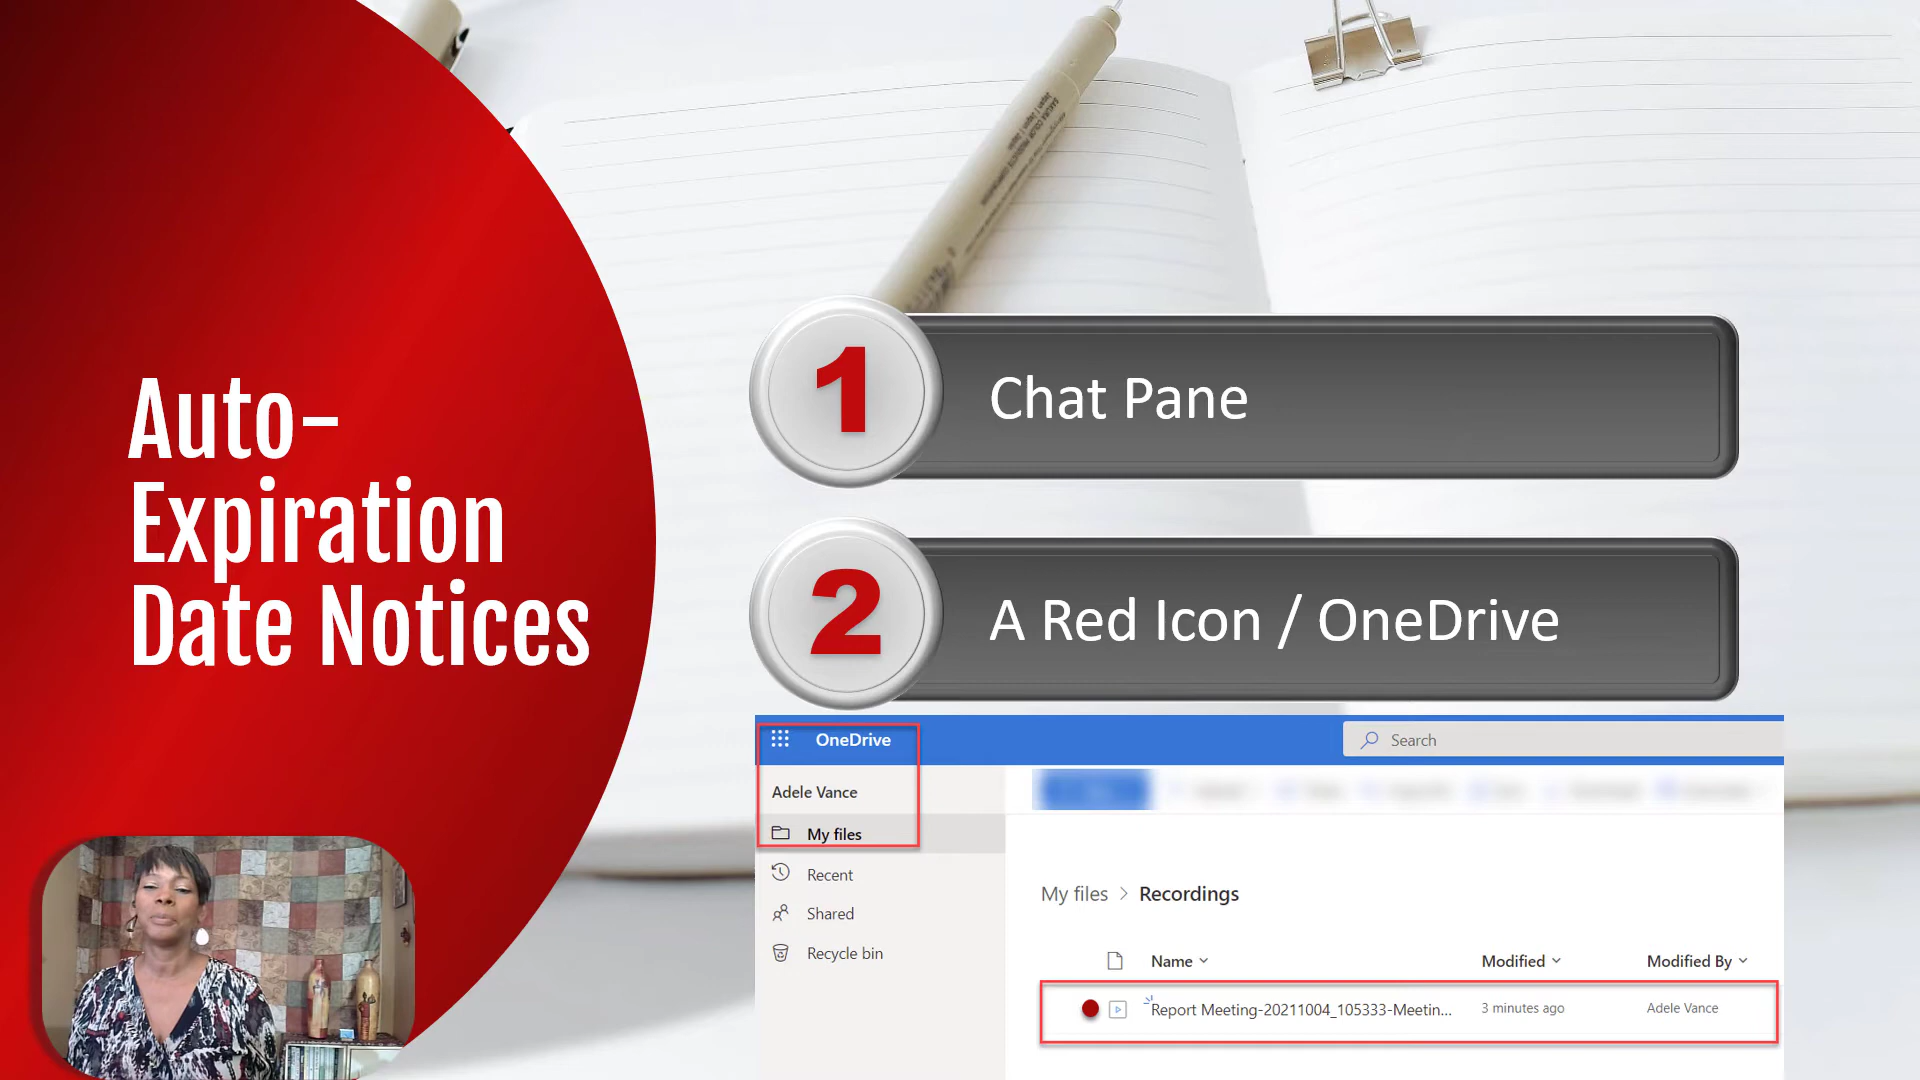 Auto-
Expiration
Date Notices
1
Chat Pane
2
A Red Icon / OneDrive
OneDrive
Search
Adele Vance
My files
Recent
Shared
Recycle bin
My files > Recordings
Name
Modified
Modified By
Report Meeting-20211004_105333-Meetin...
3 minutes ago
Adele Vance